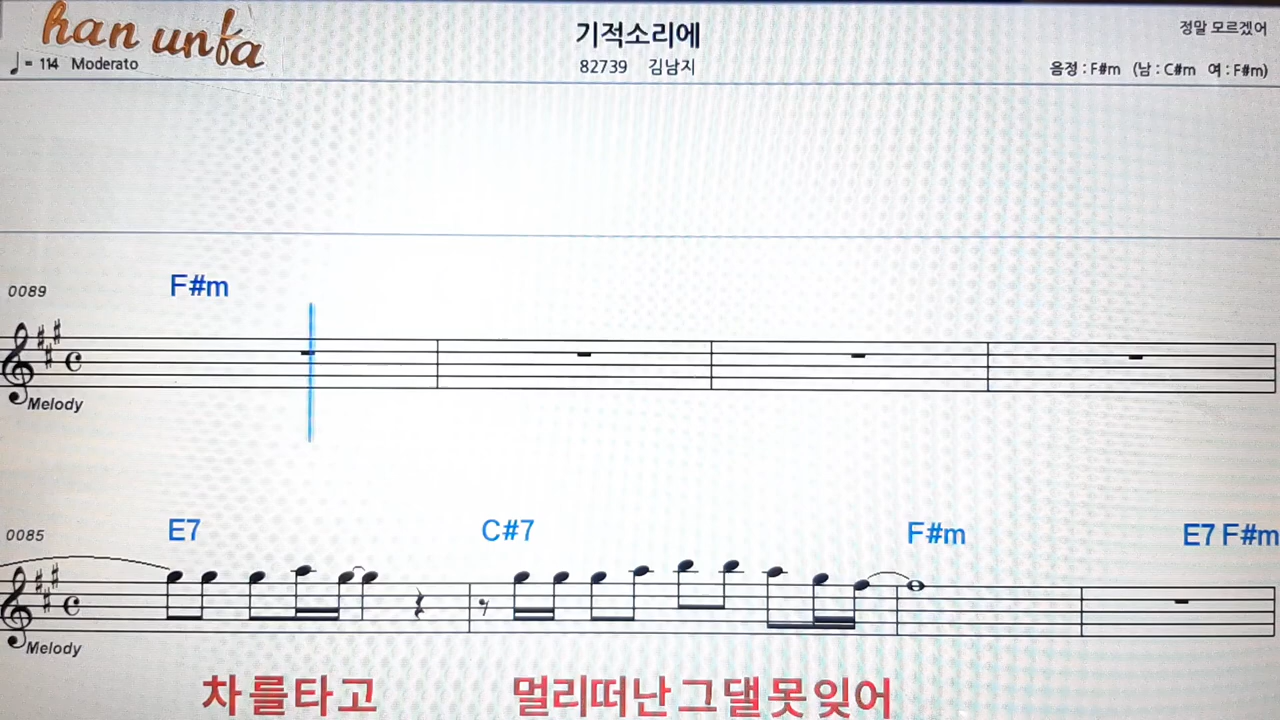 han unfa
기적소리에
정말 모르겠어
♩= 114 Moderato
82739 김남지
음정 : F#m (남 : C#m 여 : F#m)
F#m
0089
Melody
E7 C#7 F#m E7 F#m
0085
Melody
차를타고 멀리떠난그댈못잊어